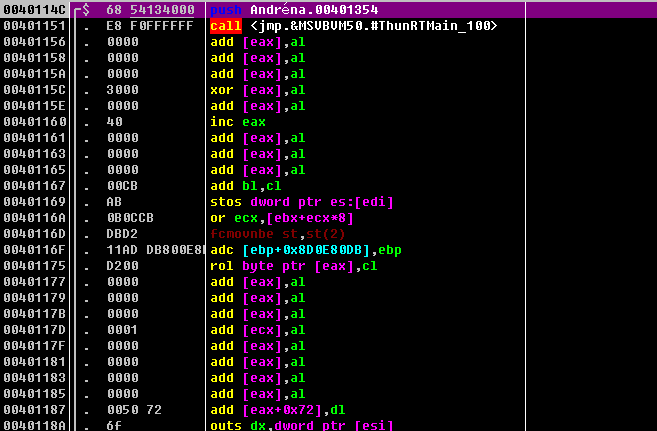 0040114C ┌$ 68 54134000 push Andréna.00401354
00401151 . E8 F0FFFFFF call <jmp.&MSVBVM50.#ThunRTMain_100>
00401156 . 0000 add [eax],al
00401158 . 0000 add [eax],al
0040115A . 0000 add [eax],al
0040115C . 3000 xor [eax],al
0040115E . 0000 add [eax],al
00401160 . 40 inc eax
00401161 . 0000 add [eax],al
00401163 . 0000 add [eax],al
00401165 . 0000 add [eax],al
00401167 . 00CB add bl,cl
00401169 . AB stos dword ptr es:[edi]
0040116A . 0B0CCB or ecx,[ebx+ecx*8]
0040116D . DBD2 fcmovnbe st,st(2)
0040116F . 11AD DB800E8D adc [ebp+0x8D0E80DB],ebp
00401175 . D200 rol byte ptr [eax],cl
00401177 . 0000 add [eax],al
00401179 . 0000 add [eax],al
0040117B . 0000 add [eax],al
0040117D . 0001 add [ecx],al
0040117F . 0000 add [eax],al
00401181 . 0000 add [eax],al
00401183 . 0000 add [eax],al
00401185 . 0000 add [eax],al
00401187 . 0050 72 add [eax+0x72],dl
0040118A . 6f outs dx,dword ptr [esi]